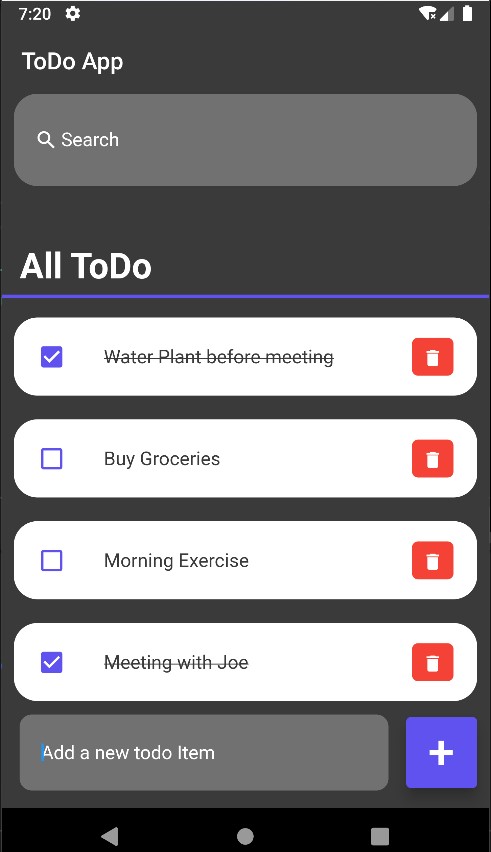 7:20
ToDo App
Search
All ToDo
Water Plant before meeting
Buy Groceries
Morning Exercise
Meeting with Joe
Add a new todo Item